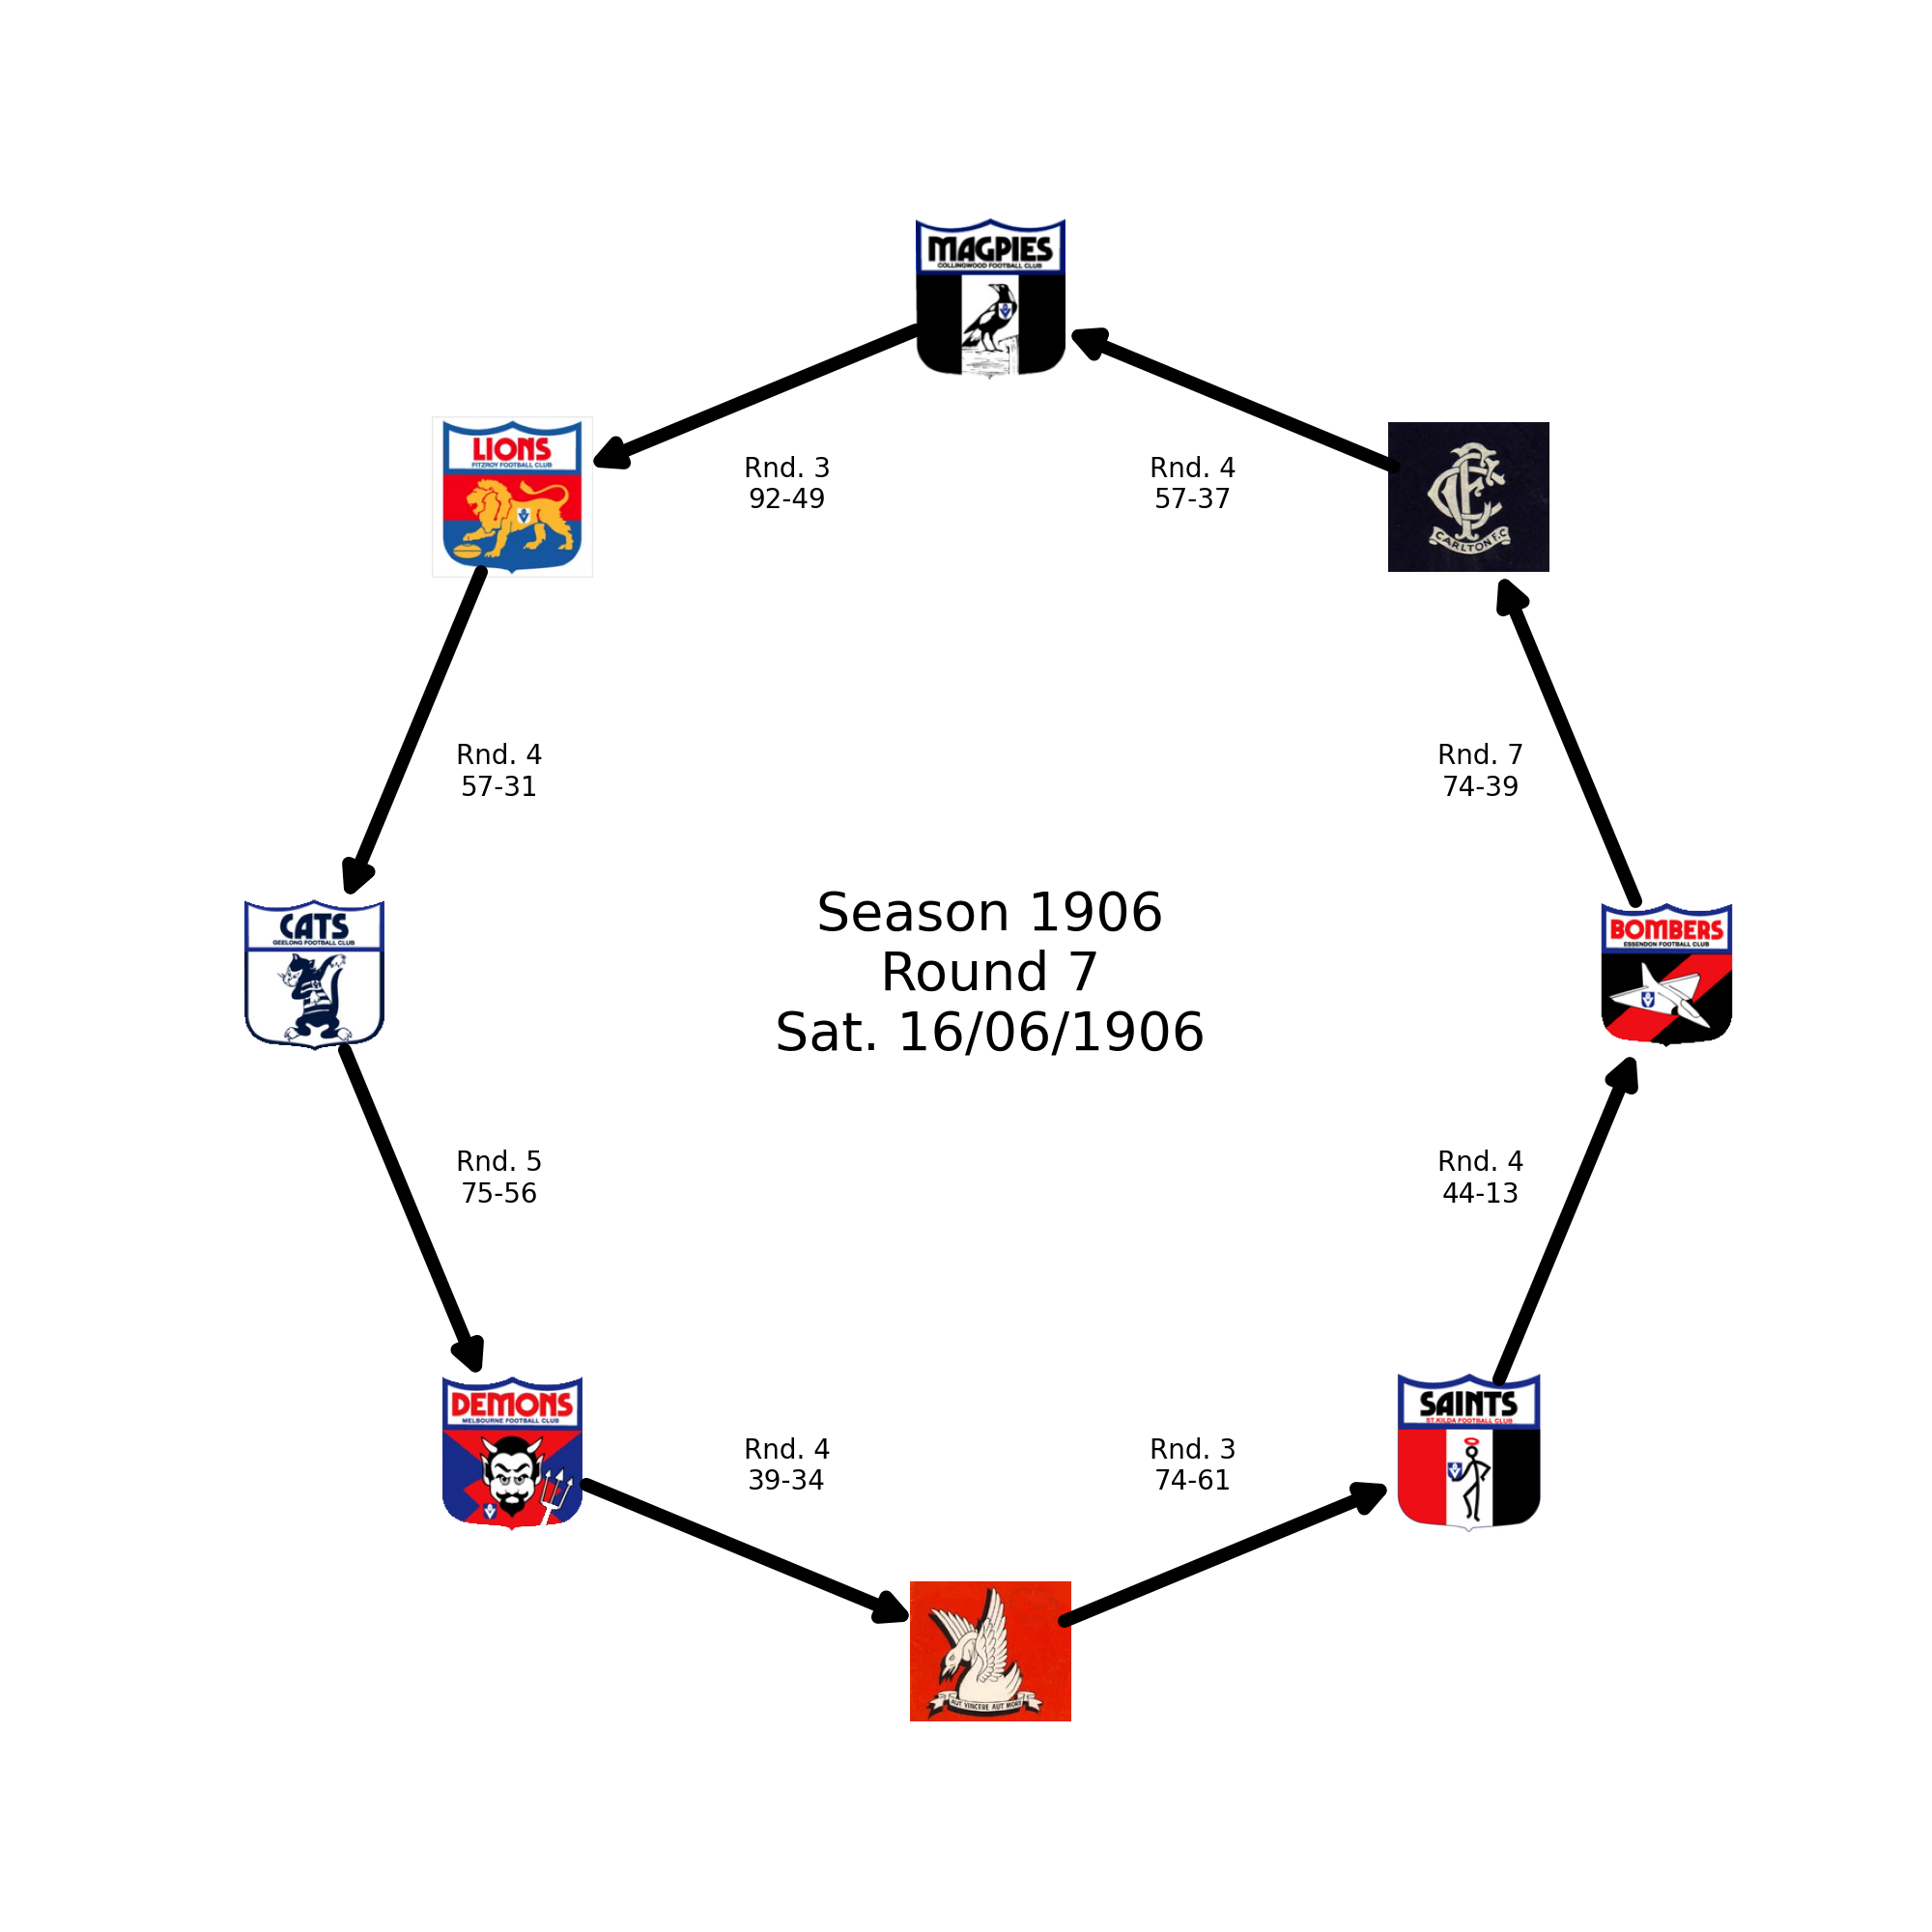 MAGPIES
COLLINGWOOD FOOTBALL CLUB
LIONS
FITZROY FOOTBALL CLUB
CARLTON F.C
Rnd. 3
92-49
Rnd. 4
57-37
Rnd. 4
57-31
Rnd. 7
74-39
CATS
GEELONG FOOTBALL CLUB
Season 1906
Round 7
Sat. 16/06/1906
BOMBERS
ESSENDON FOOTBALL CLUB
Rnd. 5
75-56
Rnd. 4
44-13
DEMONS
MELBOURNE FOOTBALL CLUB
Rnd. 4
39-34
Rnd. 3
74-61
SAINTS
ST.KILDA FOOTBALL CLUB
AUT VINCERE AUT MORI